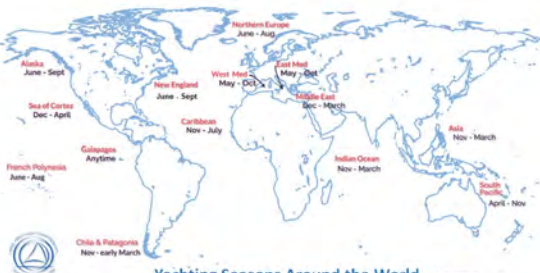 Northern Europe
June - Aug
Alaska
June - Sept
East Med
May - Oct
West Med
May - Oct
New England
June - Sept
Middle East
Dec - March
Sea of Cortez
Dec - April
Caribbean
Nov - July
Asia
Nov - March
Galapagos
Anytime
French Polynesia
June - Aug
Indian Ocean
Nov - March
South
Pacific
April - Nov
Chile & Patagonia
Nov - early March
Yachting Seasons Around the World